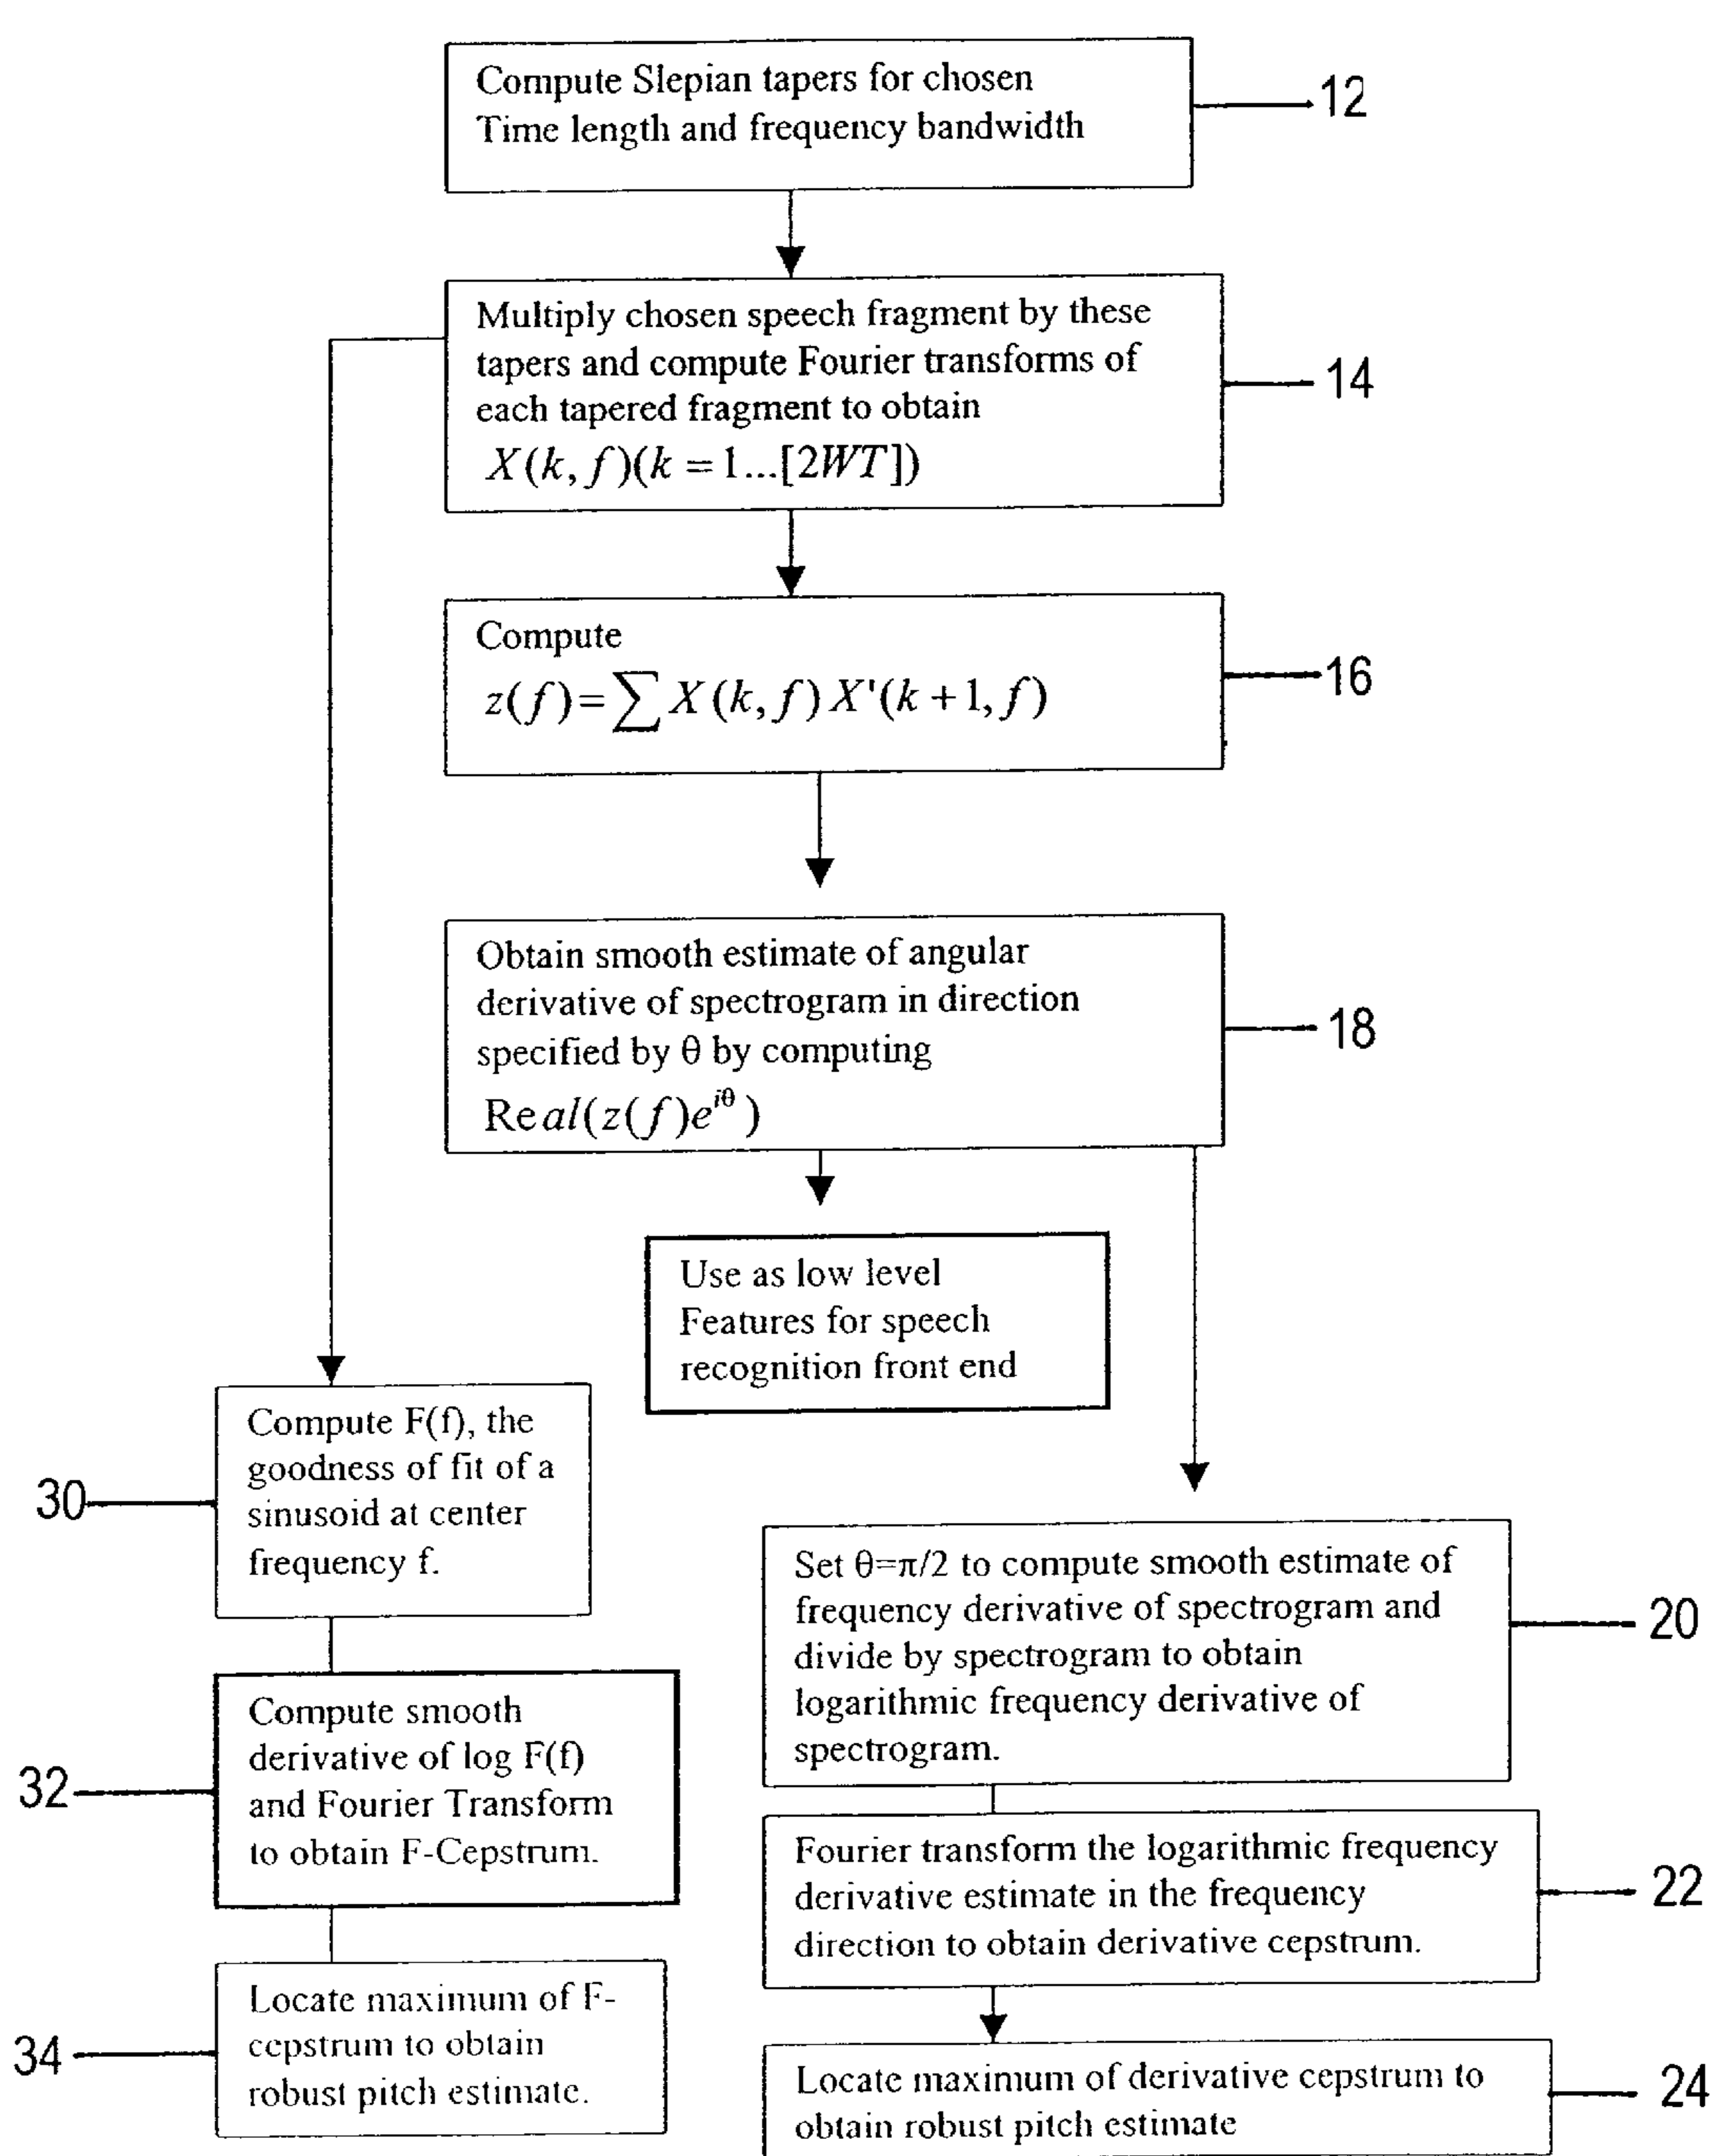 Compute Slepian tapers for chosen
Time length and frequency bandwidth
12
Multiply chosen speech fragment by these
tapers and compute Fourier transforms of
each tapered fragment to obtain
X(k,f)(k=1...[2WT])
14
Compute
z(f)=∑X(k,f)X'(k+1,f)
16
Obtain smooth estimate of angular
derivative of spectrogram in direction
specified by θ by computing
Real(z(f)e^{iθ})
18
Use as low level
Features for speech
recognition front end
Compute F(f), the
goodness of fit of a
sinusoid at center
frequency f.
30
Compute smooth
derivative of log F(f)
and Fourier Transform
to obtain F-Cepstrum.
32
Locate maximum of F-
cepstrum to obtain
robust pitch estimate.
34
Set θ=π/2 to compute smooth estimate of
frequency derivative of spectrogram and
divide by spectrogram to obtain
logarithmic frequency derivative of
spectrogram.
20
Fourier transform the logarithmic frequency
derivative estimate in the frequency
direction to obtain derivative cepstrum.
22
Locate maximum of derivative cepstrum to
obtain robust pitch estimate
24